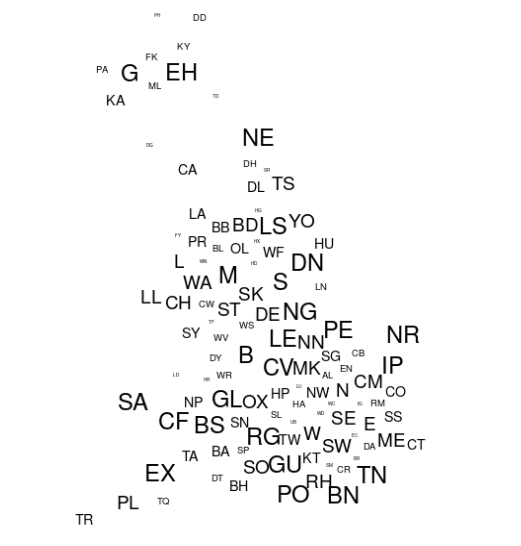 PH DD
KY
FK
PA G EH
ML
KA TD
NE
DG
DH
CA SR
DL TS
HG
LA
BB BD LS YO
FY PR HX HU
BL OL WF
L WN HD DN
WA M S LN
SK
LL CH CW ST DE NG
TF WS PE
SY WV LE NN NR
DY B SG CB
CV MK EN IP
LD HR WR AL CM
HP LU NW N CO
SA NP GL OX HA WC IG RM
SL WD SE SS
CF BS SN UB E
RG TW W EC
BA SP SW DA ME CT
TA KT BR
SO GU SM CR
EX DT RH TN
BH PO BN
PL TQ
TR